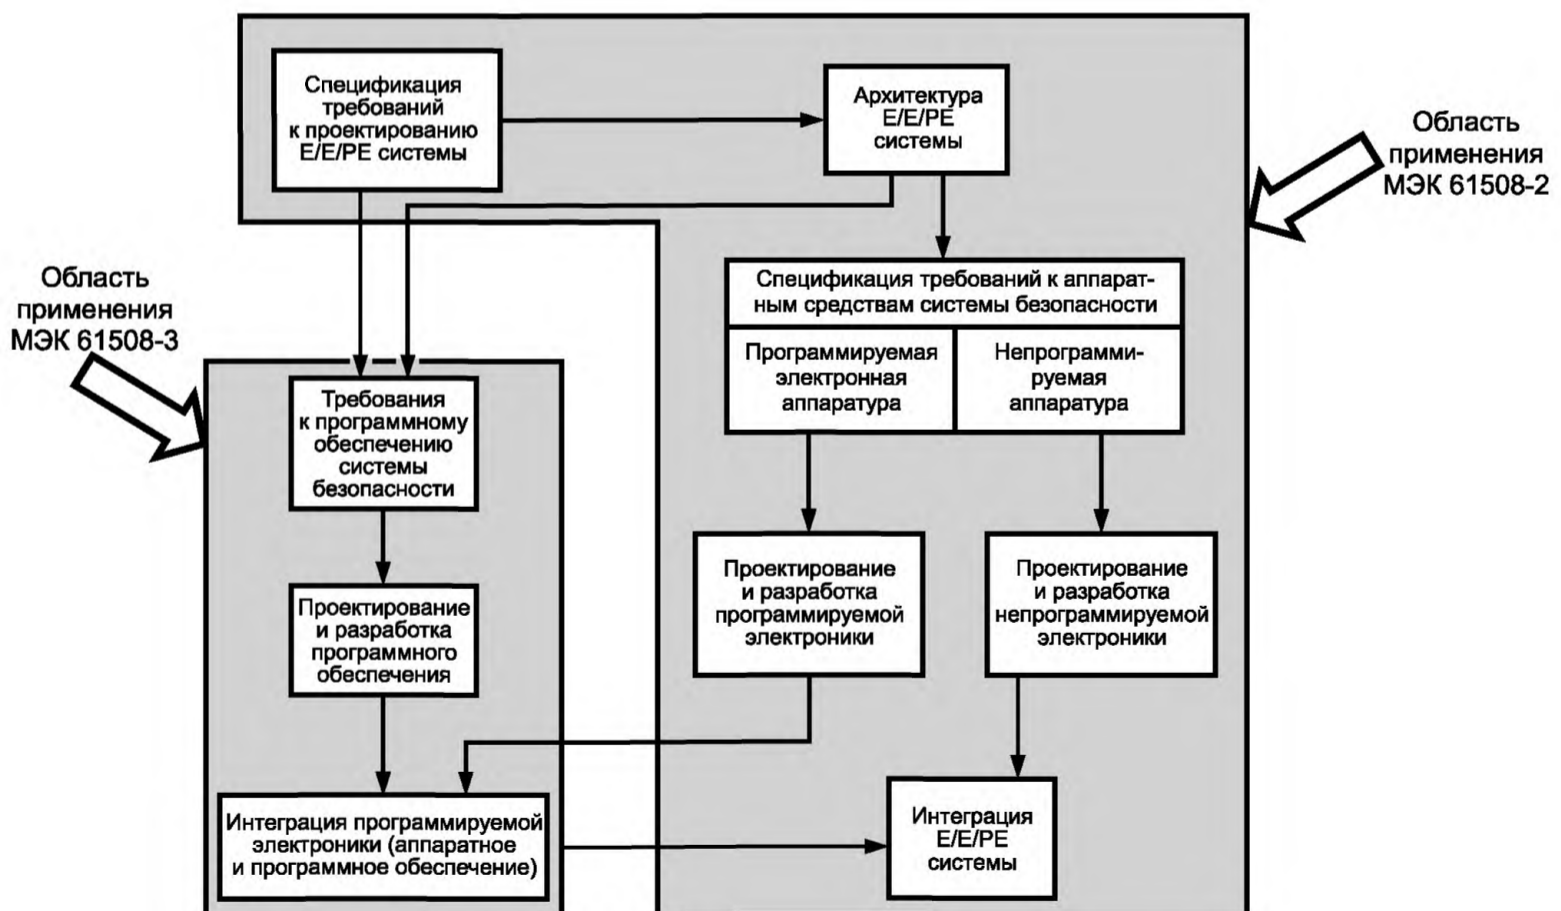 Спецификация
требований
к проектированию
E/E/PE системы
Архитектура
E/E/PE
системы
Область
применения
МЭК 61508-2
Спецификация требований к аппарат-
ным средствам системы безопасности
Программируемая
электронная
аппаратура
Непрограмми-
руемая
аппаратура
Область
применения
МЭК 61508-3
Требования
к программному
обеспечению
системы
безопасности
Проектирование
и разработка
программируемой
электроники
Проектирование
и разработка
непрограммируемой
электроники
Проектирование
и разработка
программного
обеспечения
Интеграция программируемой
электроники (аппаратное
и программное обеспечение)
Интеграция
E/E/PE
системы